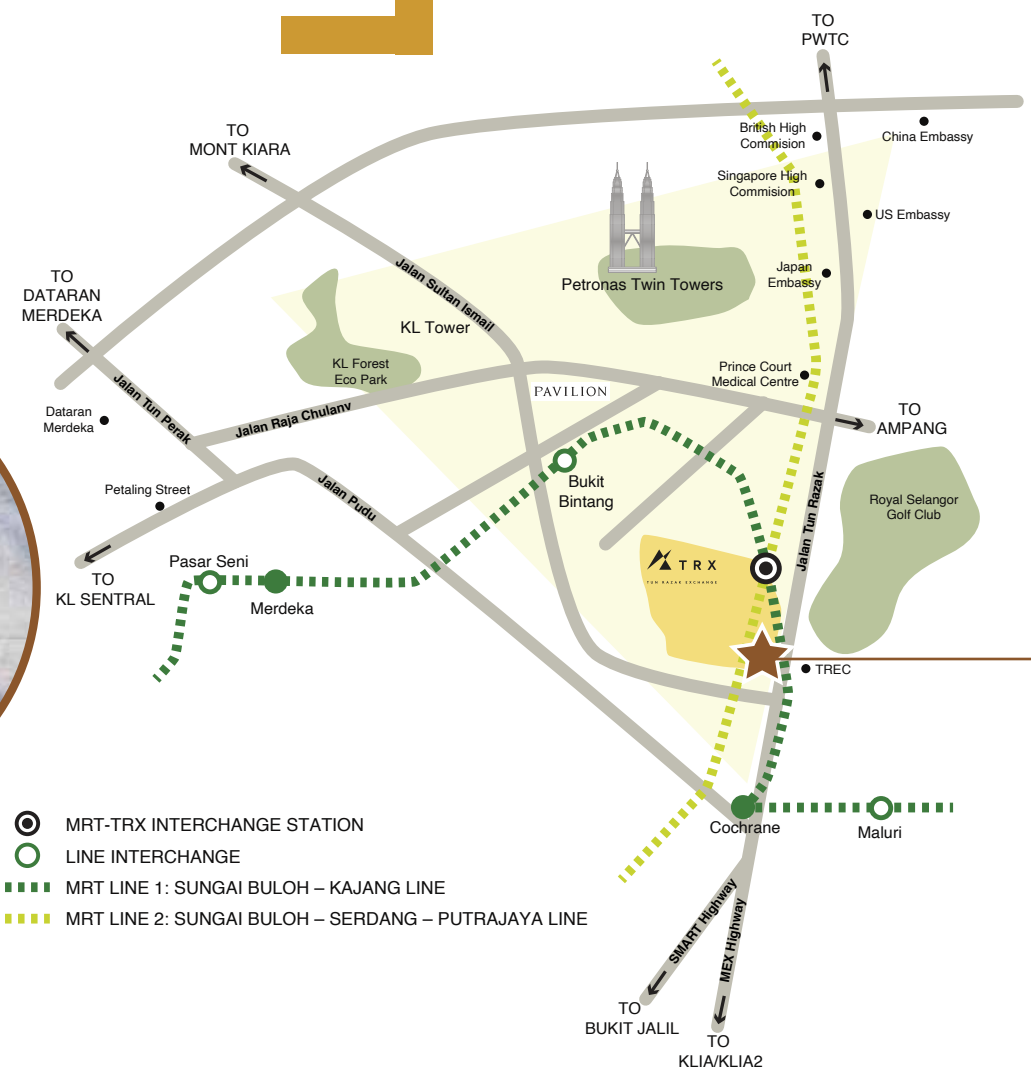 TO
PWTC
British High
Commision
China Embassy
TO
MONT KIARA
Singapore High
Commision
US Embassy
Jalan Sultan Ismail
Japan
Embassy
TO
DATARAN
MERDEKA
Petronas Twin Towers
KL Tower
KL Forest
Eco Park
Prince Court
Medical Centre
PAVILION
Jalan Tun Perak
Dataran
Merdeka
Jalan Raja Chulanv
TO
AMPANG
Petaling Street
Jalan Pudu
Bukit
Bintang
Jalan Tun Razak
Royal Selangor
Golf Club
Pasar Seni
TRX
TUN RAZAK EXCHANGE
TO
KL SENTRAL
Merdeka
TREC
Cochrane
Maluri
MRT-TRX INTERCHANGE STATION
LINE INTERCHANGE
MRT LINE 1: SUNGAI BULOH – KAJANG LINE
MRT LINE 2: SUNGAI BULOH – SERDANG – PUTRAJAYA LINE
SMART Highway
MEX Highway
TO
BUKIT JALIL
TO
KLIA/KLIA2